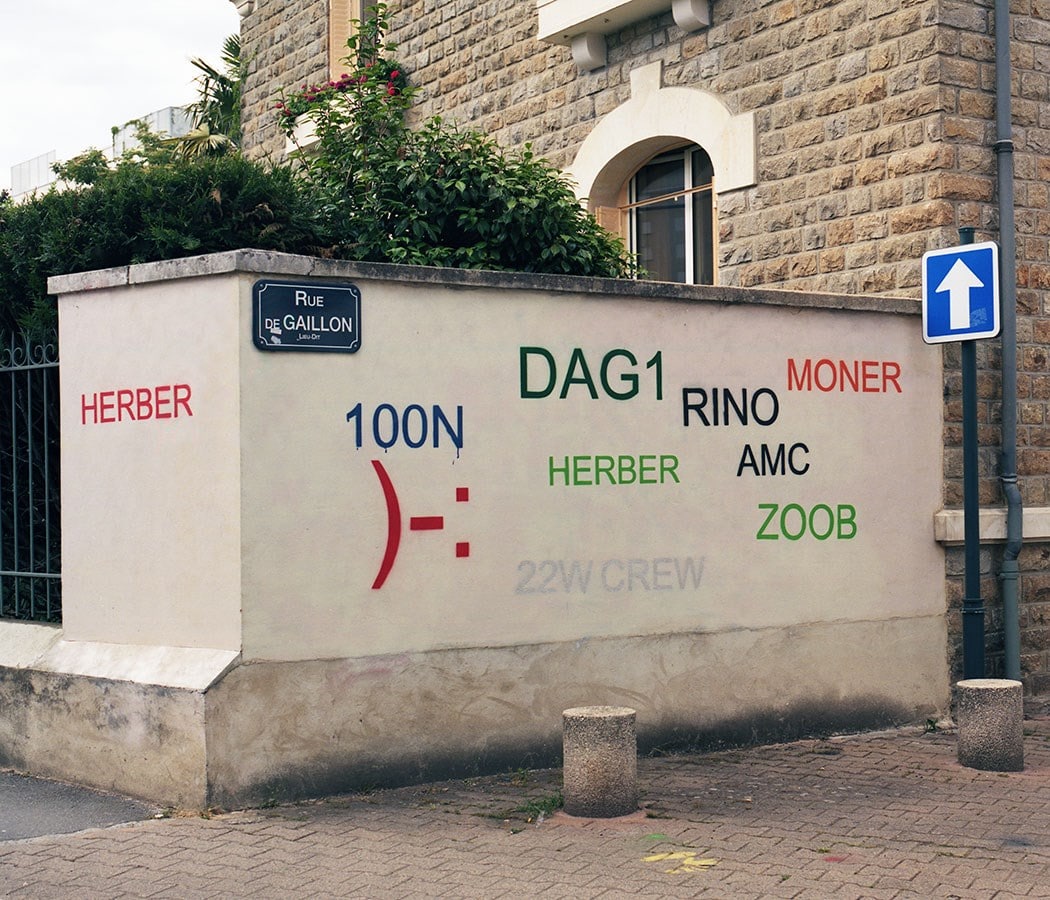 RUE
DE GAILLON
LIEU-DIT
HERBER
100N
)-:
DAG1
RINO
MONER
HERBER
AMC
ZOOB
22W CREW